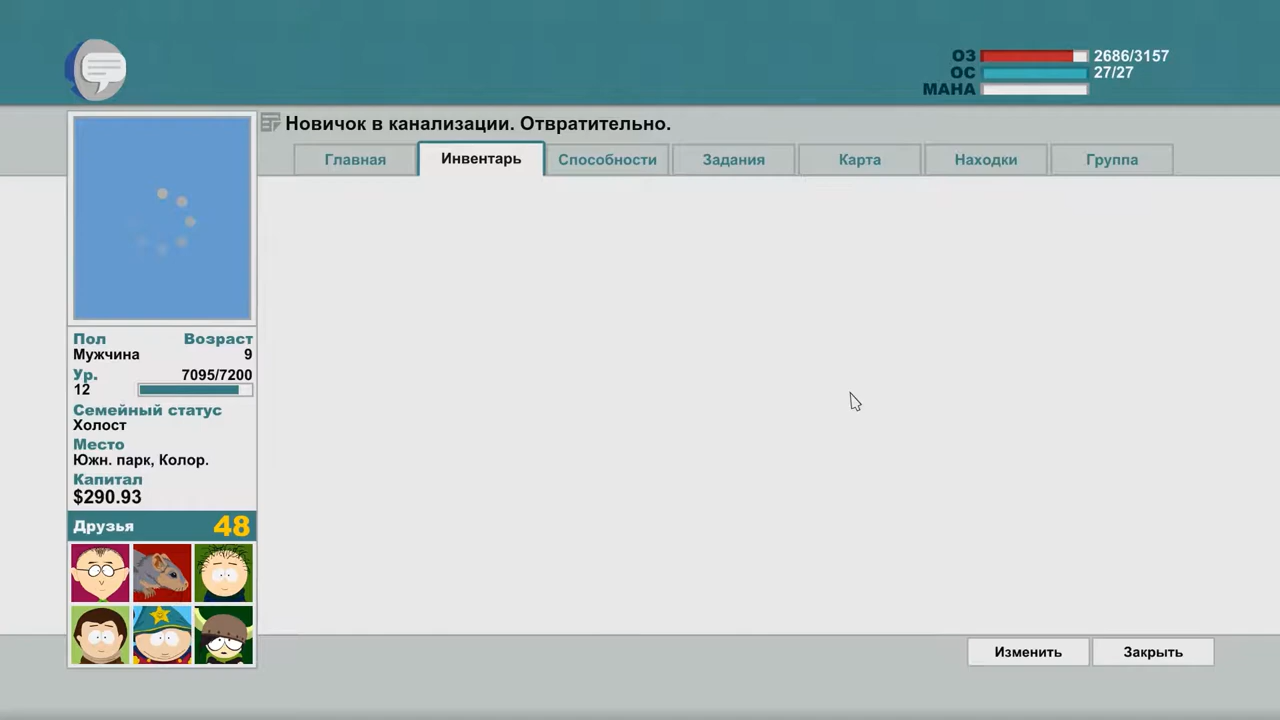 ОЗ 2686/3157
ОС 27/27
МАНА
Новичок в канализации. Отвратительно.
Главная Инвентарь Способности Задания Карта Находки Группа
Пол Возраст
Мужчина 9
Ур. 7095/7200
12
Семейный статус
Холост
Место
Южн. парк, Колор.
Капитал
$290.93
Друзья 48
Изменить Закрыть